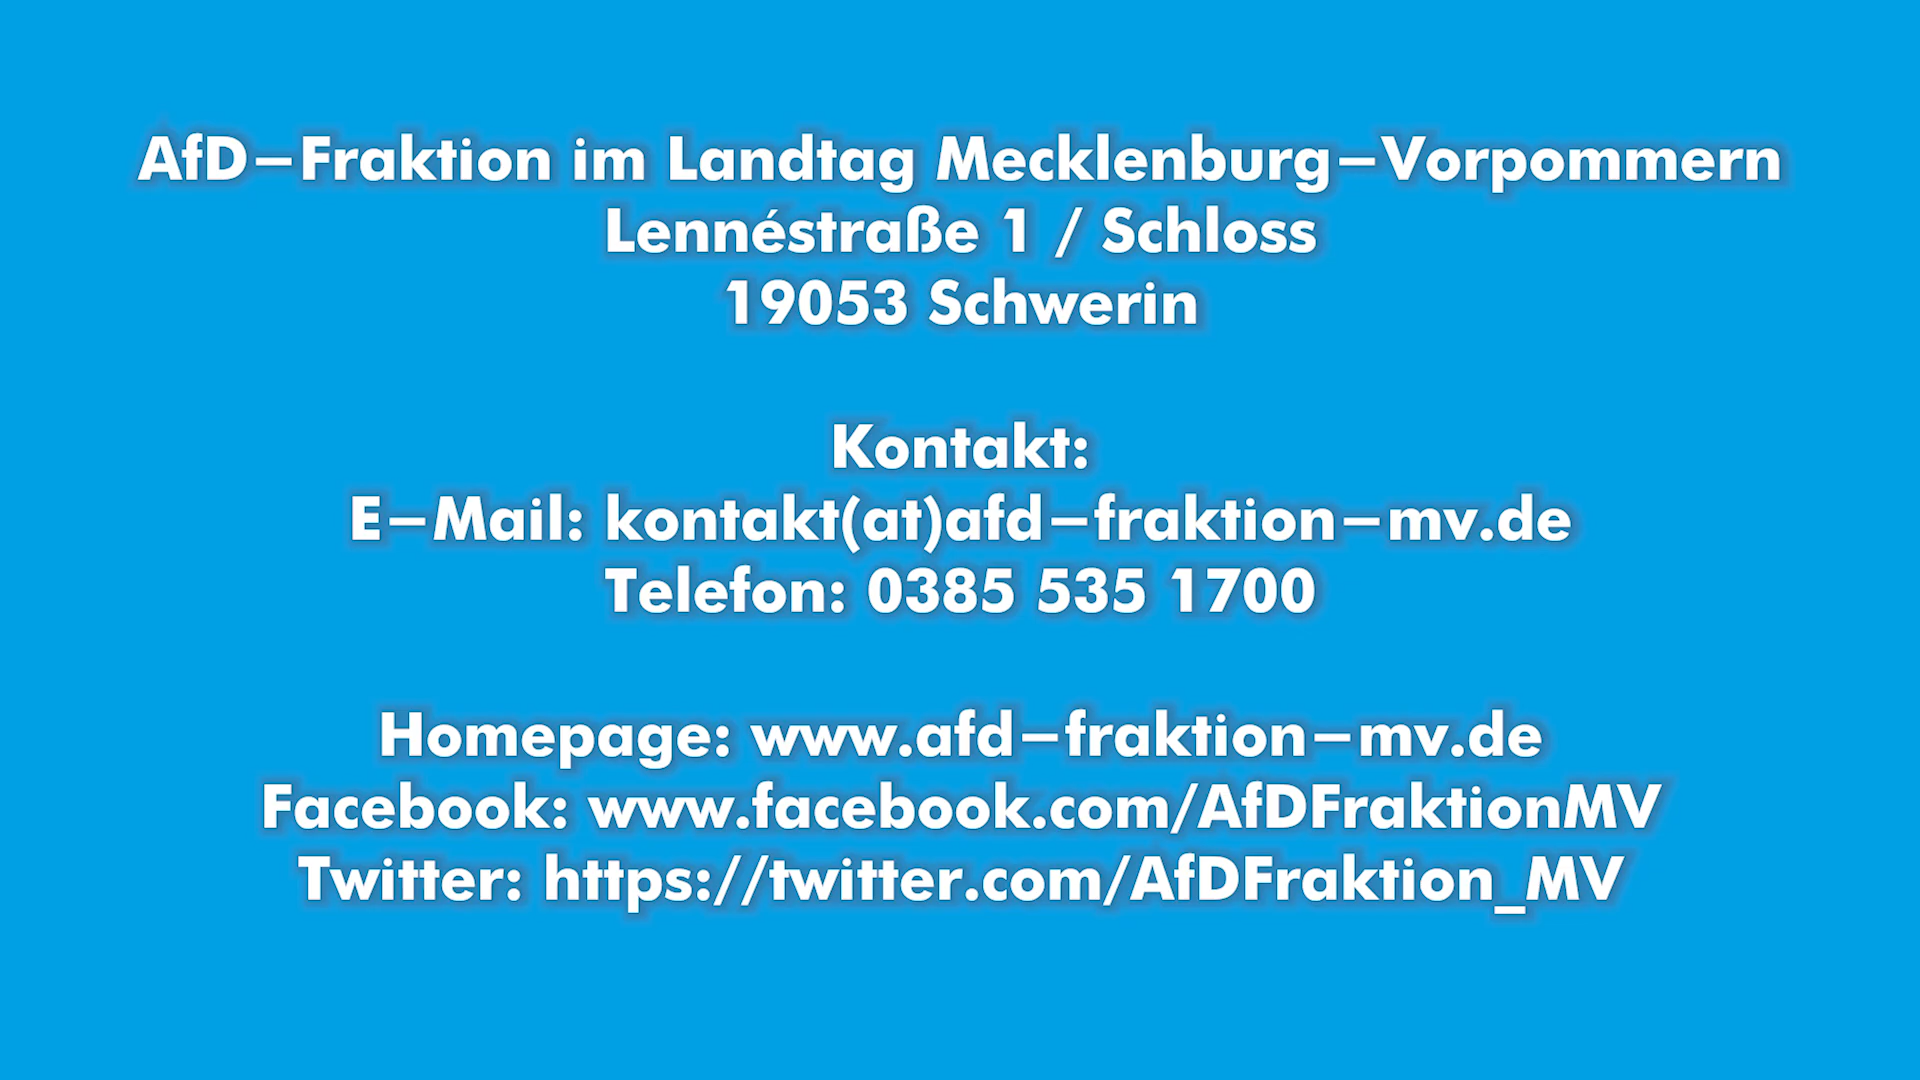 AfD–Fraktion im Landtag Mecklenburg–Vorpommern
Lennéstraße 1 / Schloss
19053 Schwerin
Kontakt:
E–Mail: kontakt(at)afd–fraktion–mv.de
Telefon: 0385 535 1700
Homepage: www.afd–fraktion–mv.de
Facebook: www.facebook.com/AfDFraktionMV
Twitter: https://twitter.com/AfDFraktion_MV